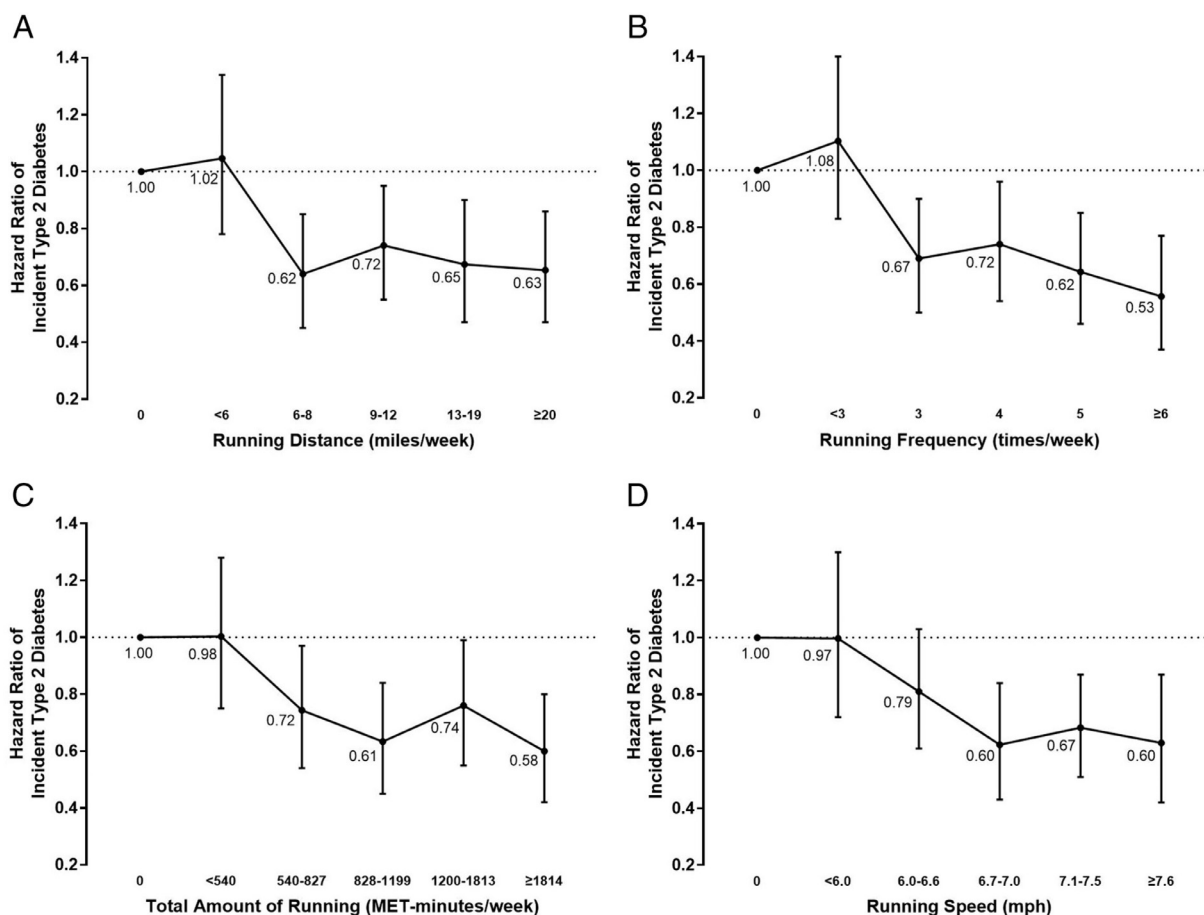 A
Hazard Ratio of
Incident Type 2 Diabetes
1.4
1.2
1.0
0.8
0.6
0.4
0.2
1.00
1.02
0.62
0.72
0.65
0.63
0 <6 6-8 9-12 13-19 ≥20
Running Distance (miles/week)
B
Hazard Ratio of
Incident Type 2 Diabetes
1.4
1.2
1.0
0.8
0.6
0.4
0.2
1.00
1.08
0.67
0.72
0.62
0.53
0 <3 3 4 5 ≥6
Running Frequency (times/week)
C
Hazard Ratio of
Incident Type 2 Diabetes
1.4
1.2
1.0
0.8
0.6
0.4
0.2
1.00
0.98
0.72
0.61
0.74
0.58
0 <540 540-827 828-1199 1200-1813 ≥1814
Total Amount of Running (MET-minutes/week)
D
Hazard Ratio of
Incident Type 2 Diabetes
1.4
1.2
1.0
0.8
0.6
0.4
0.2
1.00
0.97
0.79
0.60
0.67
0.60
0 <6.0 6.0-6.6 6.7-7.0 7.1-7.5 ≥7.6
Running Speed (mph)